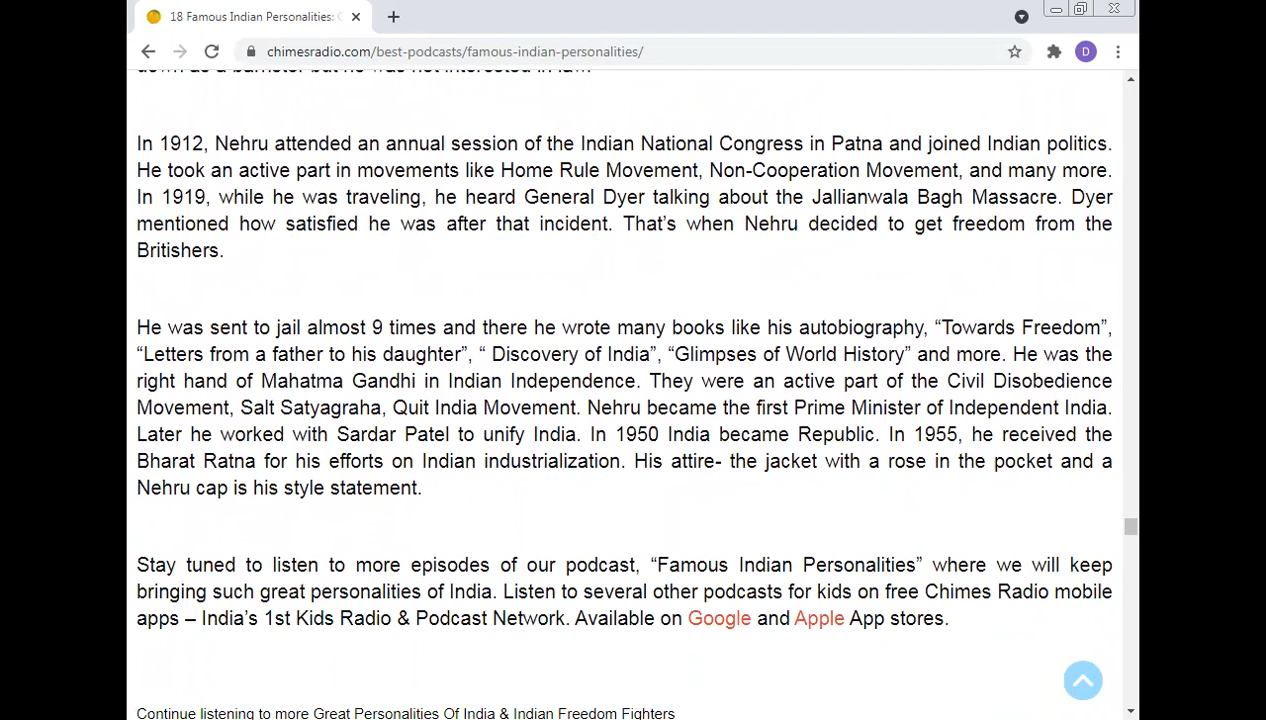 18 Famous Indian Personalities:
chimesradio.com/best-podcasts/famous-indian-personalities/
D
down as a barrister but he was not interested in law.
In 1912, Nehru attended an annual session of the Indian National Congress in Patna and joined Indian politics.
He took an active part in movements like Home Rule Movement, Non-Cooperation Movement, and many more.
In 1919, while he was traveling, he heard General Dyer talking about the Jallianwala Bagh Massacre. Dyer
mentioned how satisfied he was after that incident. That’s when Nehru decided to get freedom from the
Britishers.
He was sent to jail almost 9 times and there he wrote many books like his autobiography, “Towards Freedom”,
“Letters from a father to his daughter”, “ Discovery of India”, “Glimpses of World History” and more. He was the
right hand of Mahatma Gandhi in Indian Independence. They were an active part of the Civil Disobedience
Movement, Salt Satyagraha, Quit India Movement. Nehru became the first Prime Minister of Independent India.
Later he worked with Sardar Patel to unify India. In 1950 India became Republic. In 1955, he received the
Bharat Ratna for his efforts on Indian industrialization. His attire- the jacket with a rose in the pocket and a
Nehru cap is his style statement.
Stay tuned to listen to more episodes of our podcast, “Famous Indian Personalities” where we will keep
bringing such great personalities of India. Listen to several other podcasts for kids on free Chimes Radio mobile
apps – India’s 1st Kids Radio & Podcast Network. Available on Google and Apple App stores.
Continue listening to more Great Personalities Of India & Indian Freedom Fighters